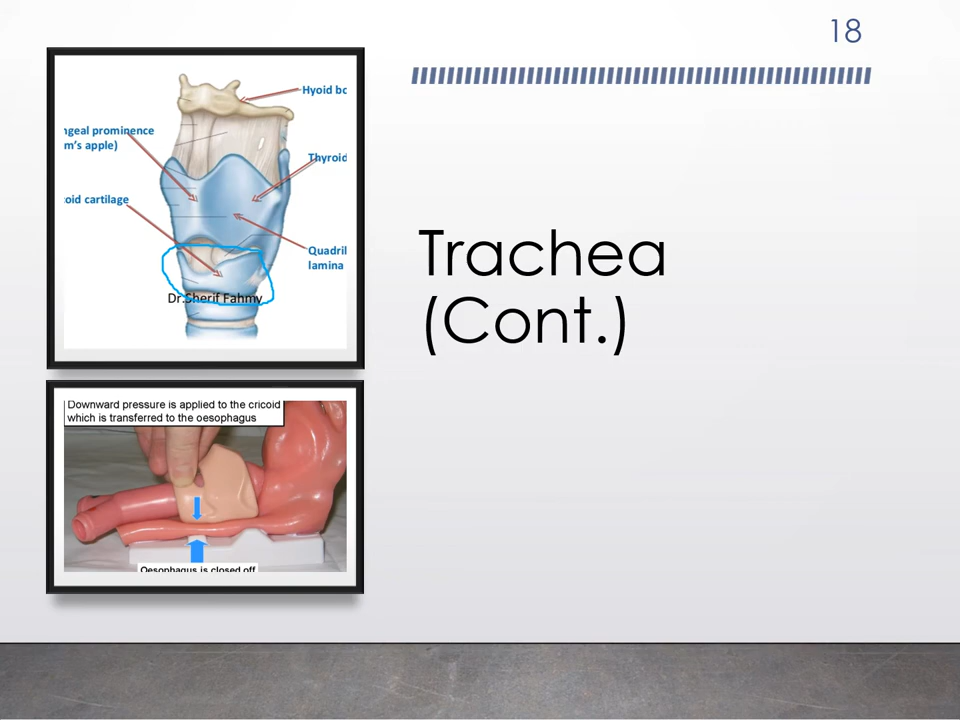 18
Hyoid bc
ngeal prominence
m's apple)
Thyroid
oid cartilage
Quadril
lamina
Dr.Sherif Fahmy
Trachea
(Cont.)
Downward pressure is applied to the cricoid
which is transferred to the oesophagus
Oesophagus is closed off